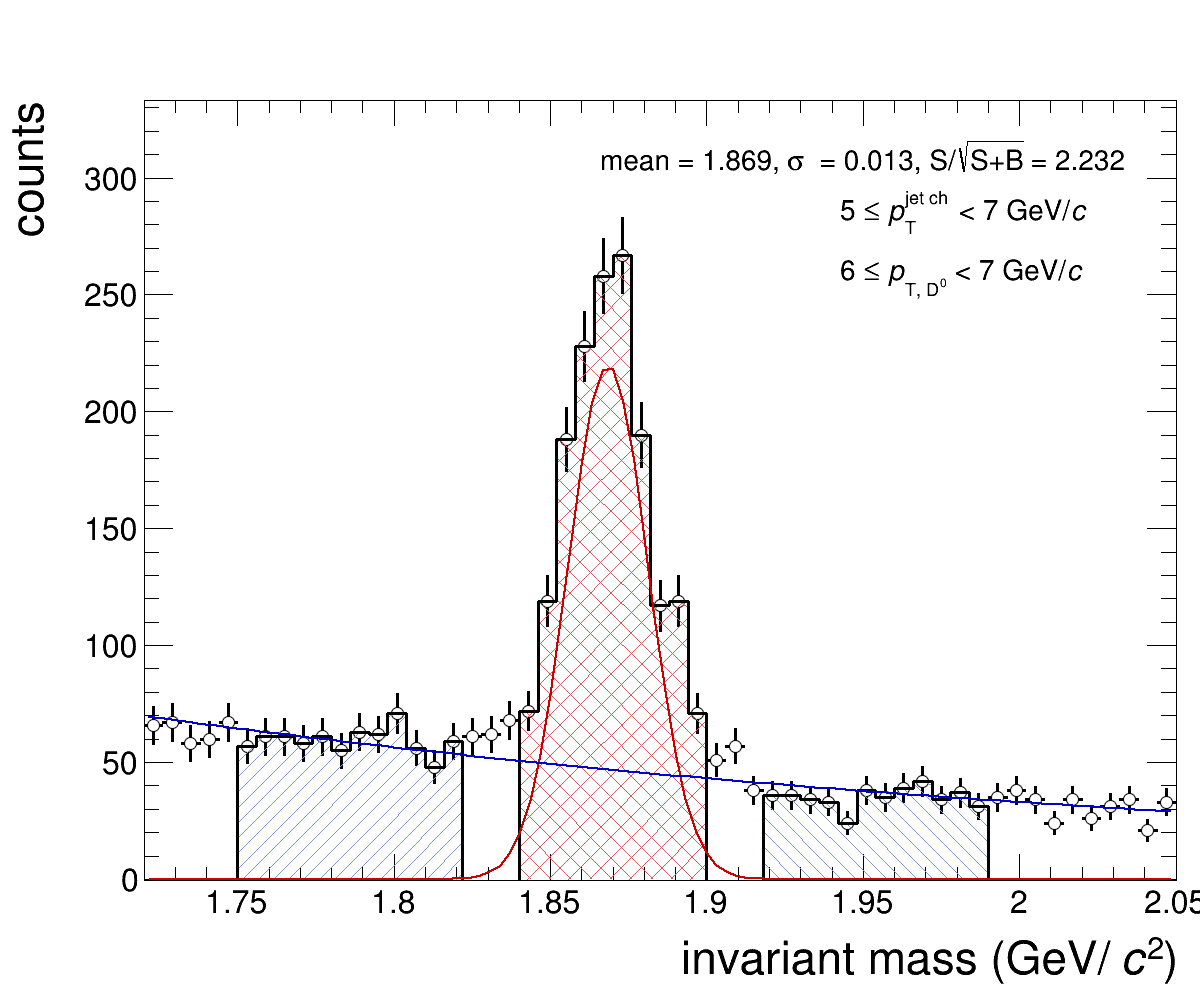 counts
300
250
200
150
100
50
0
mean = 1.869, σ = 0.013, S/√S+B = 2.232
5 ≤ p_T^jet ch < 7 GeV/c
6 ≤ p_T, D⁰ < 7 GeV/c
1.75 1.8 1.85 1.9 1.95 2 2.05
invariant mass (GeV/ c²)